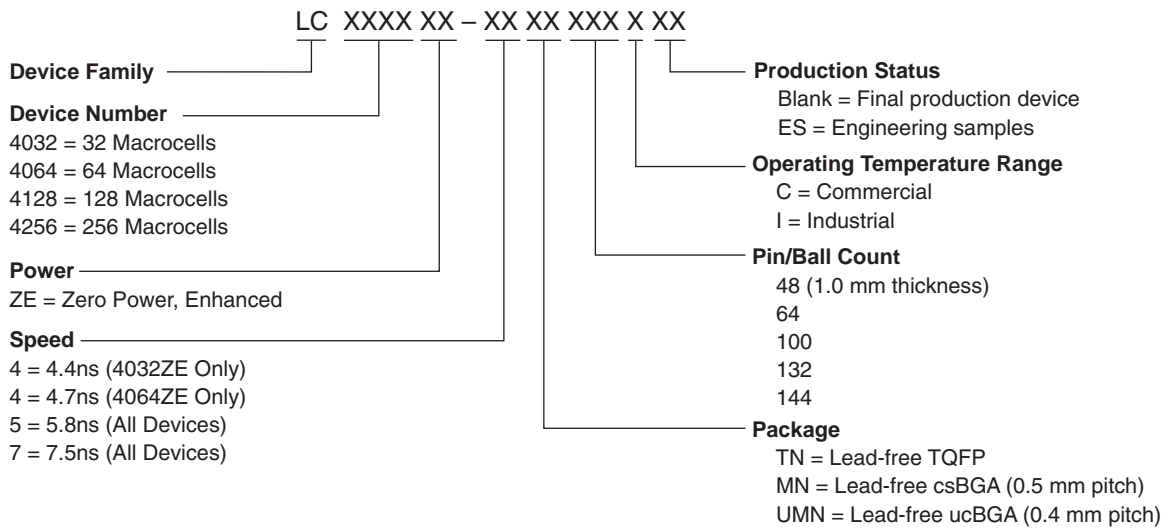 LC XXXX XX – XX XX XXX X XX
Device Family
Device Number
4032 = 32 Macrocells
4064 = 64 Macrocells
4128 = 128 Macrocells
4256 = 256 Macrocells
Power
ZE = Zero Power, Enhanced
Speed
4 = 4.4ns (4032ZE Only)
4 = 4.7ns (4064ZE Only)
5 = 5.8ns (All Devices)
7 = 7.5ns (All Devices)
Production Status
Blank = Final production device
ES = Engineering samples
Operating Temperature Range
C = Commercial
I = Industrial
Pin/Ball Count
48 (1.0 mm thickness)
64
100
132
144
Package
TN = Lead-free TQFP
MN = Lead-free csBGA (0.5 mm pitch)
UMN = Lead-free ucBGA (0.4 mm pitch)